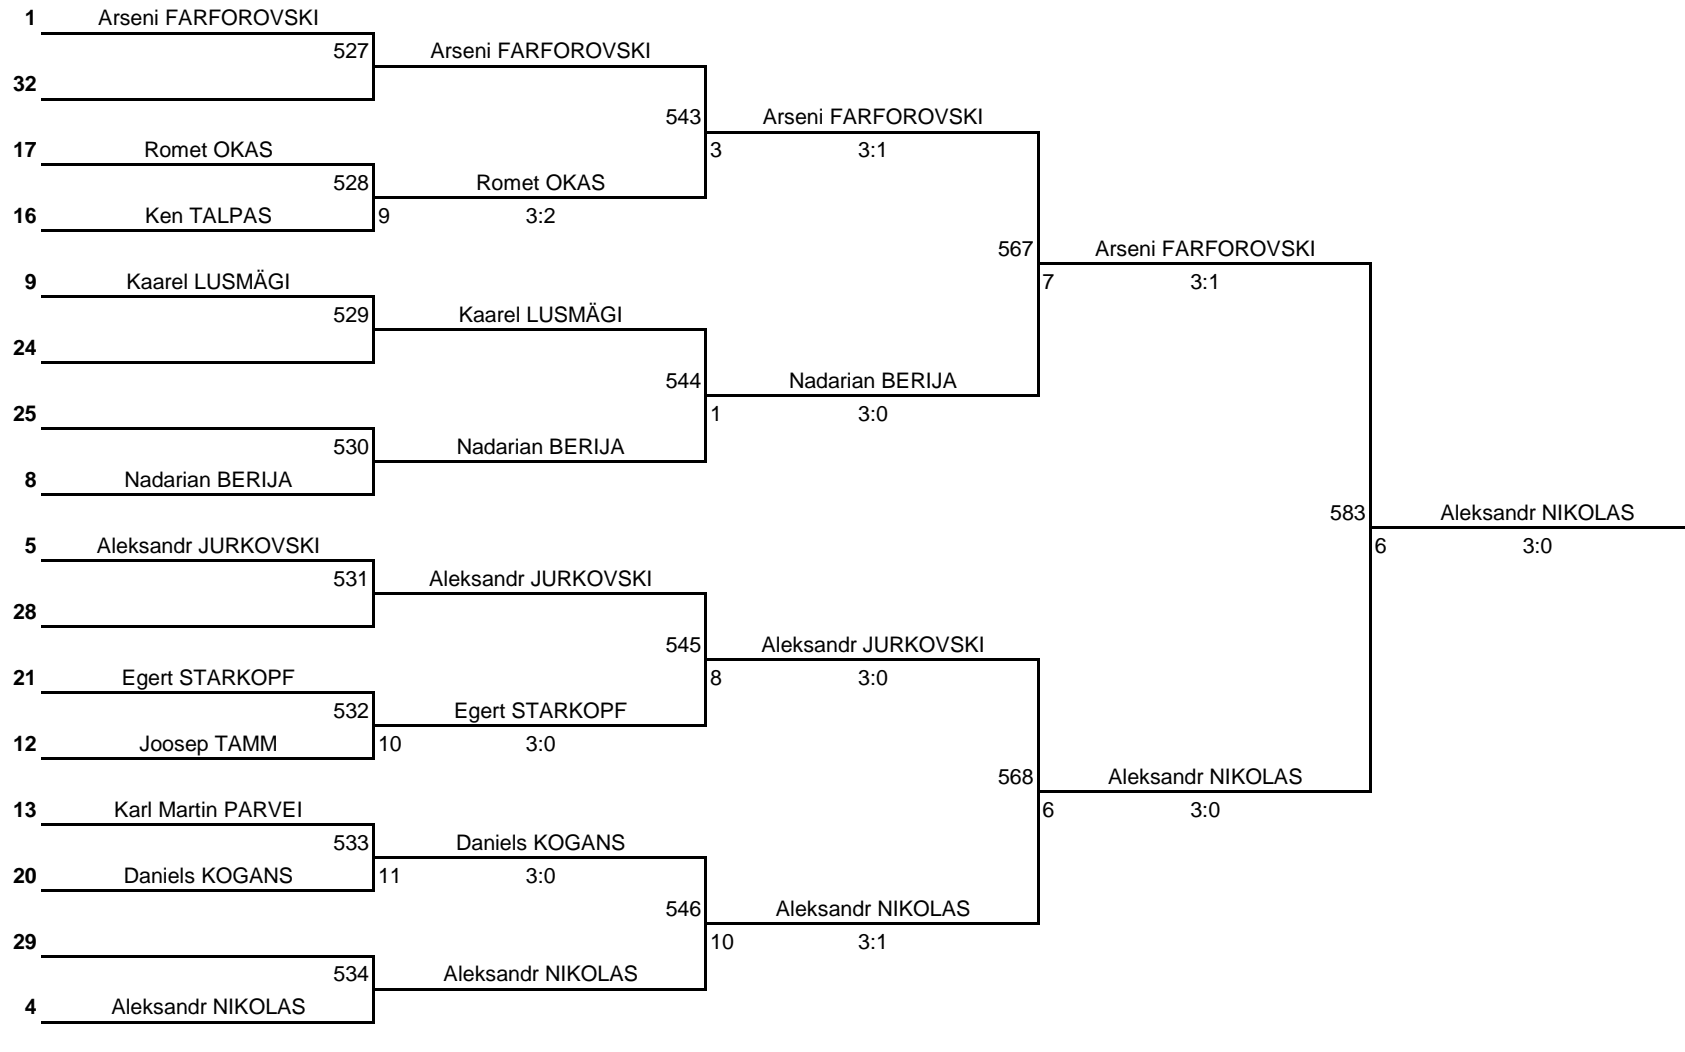 1 Arseni FARFOROVSKI
527 Arseni FARFOROVSKI
32
543 Arseni FARFOROVSKI
17 Romet OKAS 3 3:1
528 Romet OKAS
16 Ken TALPAS 9 3:2
567 Arseni FARFOROVSKI
9 Kaarel LUSMÄGI 7 3:1
529 Kaarel LUSMÄGI
24
544 Nadarian BERIJA
25 1 3:0
530 Nadarian BERIJA
8 Nadarian BERIJA
583 Aleksandr NIKOLAS
5 Aleksandr JURKOVSKI 6 3:0
531 Aleksandr JURKOVSKI
28
545 Aleksandr JURKOVSKI
21 Egert STARKOPF 8 3:0
532 Egert STARKOPF
12 Joosep TAMM 10 3:0
568 Aleksandr NIKOLAS
13 Karl Martin PARVEI 6 3:0
533 Daniels KOGANS
20 Daniels KOGANS 11 3:0
546 Aleksandr NIKOLAS
29 10 3:1
534 Aleksandr NIKOLAS
4 Aleksandr NIKOLAS